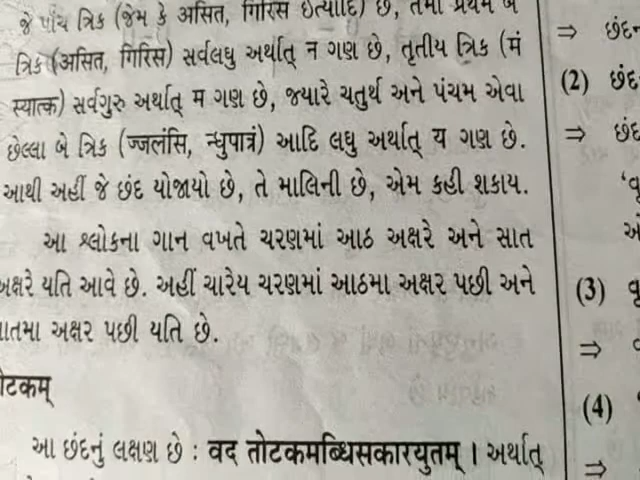 જે પાંચ ત્રિક (જેમ કે અસિત, ગિરિસ ઇત્યાદિ) છે, તેમાં પ્રથમ બે
ત્રિક (અસિત, ગિરિસ) સર્વલઘુ અર્થાત્ ન ગણ છે, તૃતીય ત્રિક (મં
સ્યાત્ક) સર્વગુરુ અર્થાત્ મ ગણ છે, જ્યારે ચતુર્થ અને પંચમ એવા
છેલ્લા બે ત્રિક (જ્જલંસિ, ન્ધુપાત્રં) આદિ લઘુ અર્થાત્ ય ગણ છે.
આથી અહીં જે છંદ યોજાયો છે, તે માલિની છે, એમ કહી શકાય.
આ શ્લોકના ગાન વખતે ચરણમાં આઠ અક્ષરે અને સાત
અક્ષરે યતિ આવે છે. અહીં ચારેય ચરણમાં આઠમા અક્ષર પછી અને
ાતમા અક્ષર પછી યતિ છે.
ોટકમ્
આ છંદનું લક્ષણ છે : વદ તોટકમબ્ધિસકારયુતમ્ । અર્થાત્
⇒ છંદન
(2) છંદ
⇒ છંદ
'વૃ
(3) વૃ
⇒
(4)
⇒